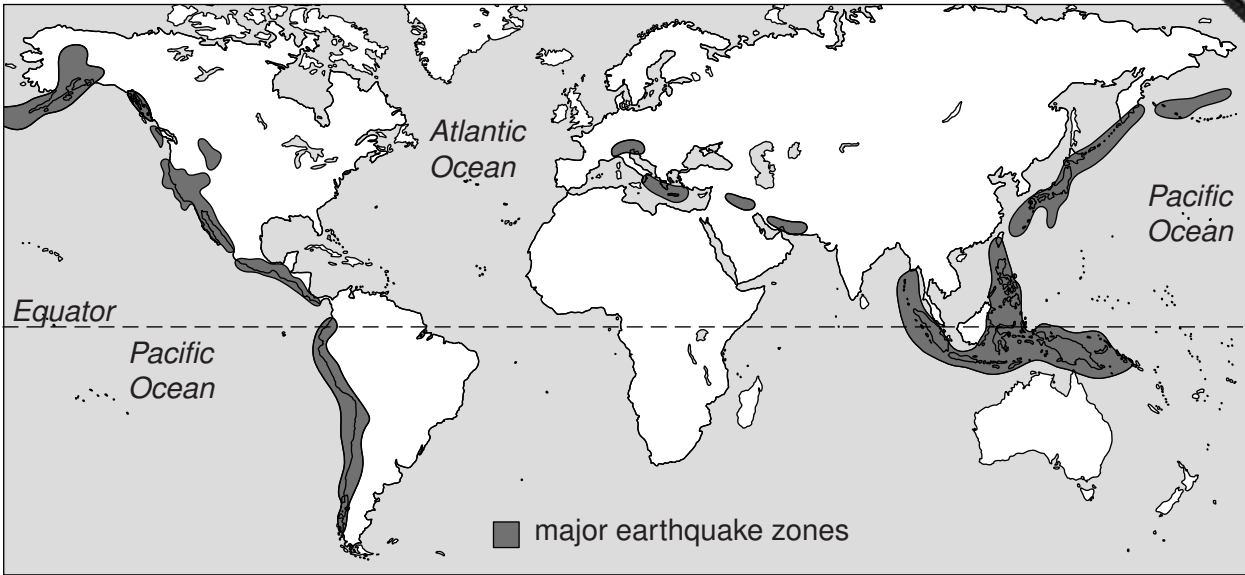 Atlantic
Ocean
Pacific
Ocean
Equator
Pacific
Ocean
major earthquake zones